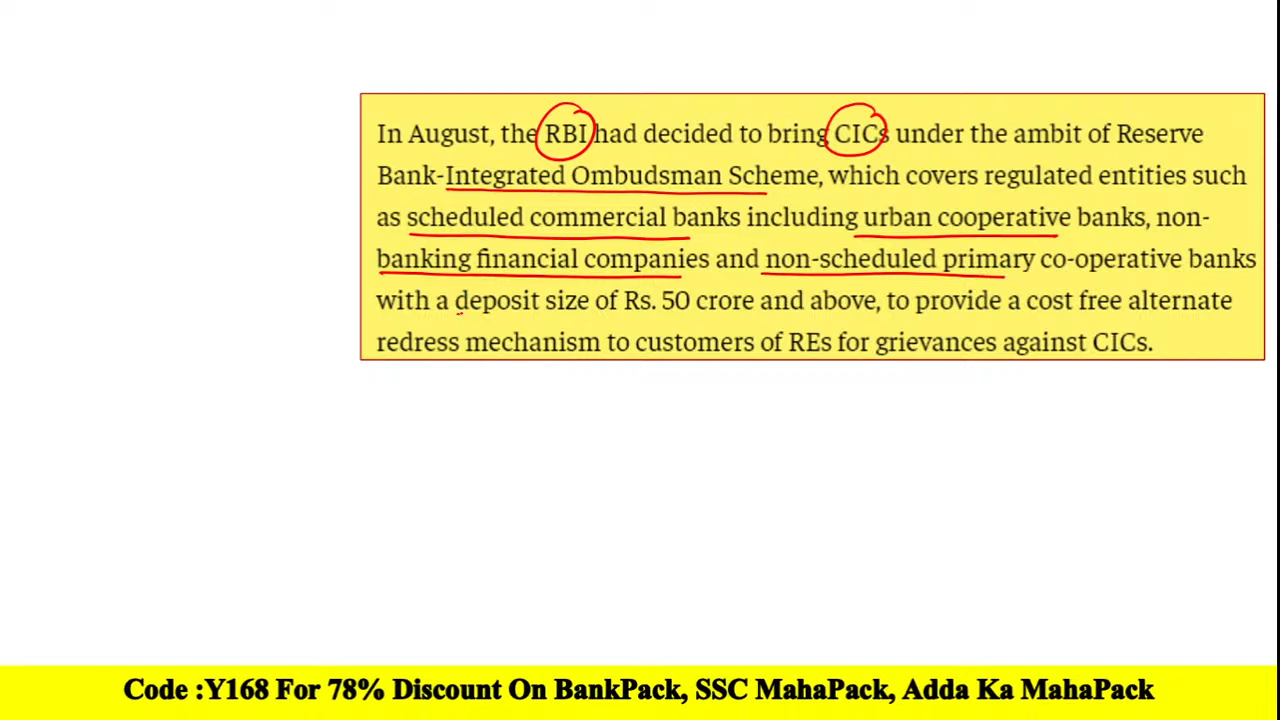 In August, the RBI had decided to bring CICs under the ambit of Reserve
Bank-Integrated Ombudsman Scheme, which covers regulated entities such
as scheduled commercial banks including urban cooperative banks, non-
banking financial companies and non-scheduled primary co-operative banks
with a deposit size of Rs. 50 crore and above, to provide a cost free alternate
redress mechanism to customers of REs for grievances against CICs.
Code :Y168 For 78% Discount On BankPack, SSC MahaPack, Adda Ka MahaPack